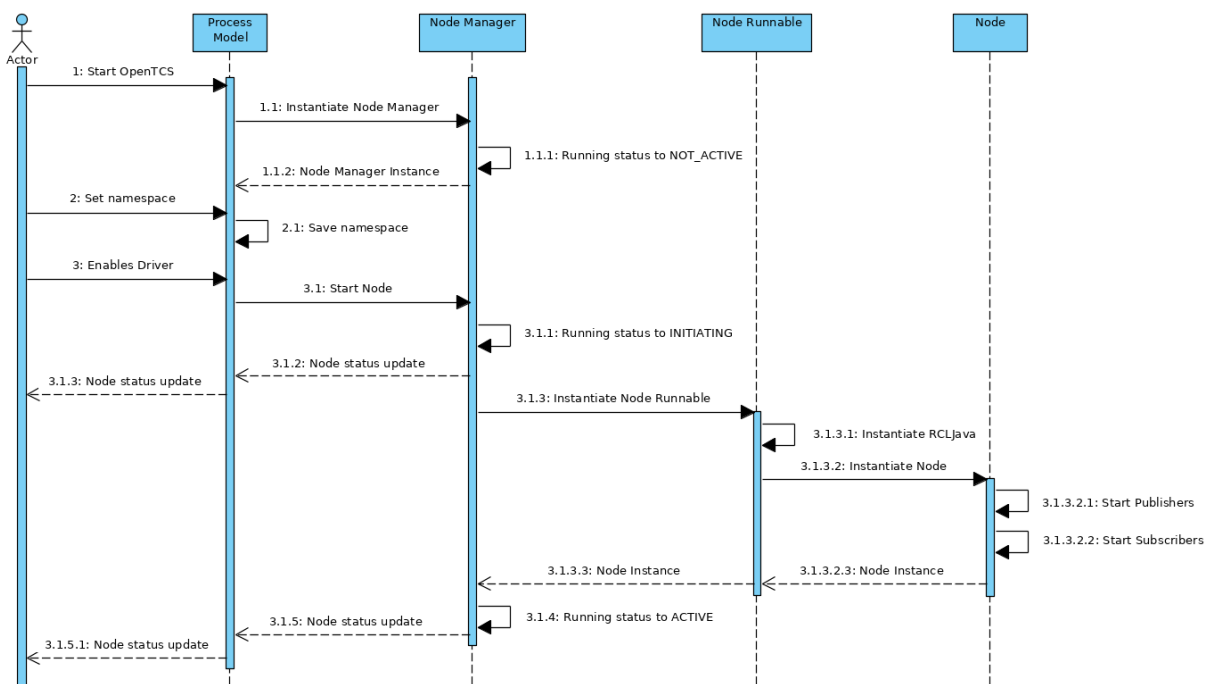 Process
Model
Node Manager
Node Runnable
Node
Actor
1: Start OpenTCS
1.1: Instantiate Node Manager
1.1.1: Running status to NOT_ACTIVE
1.1.2: Node Manager Instance
2: Set namespace
2.1: Save namespace
3: Enables Driver
3.1: Start Node
3.1.1: Running status to INITIATING
3.1.2: Node status update
3.1.3: Node status update
3.1.3: Instantiate Node Runnable
3.1.3.1: Instantiate RCLJava
3.1.3.2: Instantiate Node
3.1.3.2.1: Start Publishers
3.1.3.2.2: Start Subscribers
3.1.3.2.3: Node Instance
3.1.3.3: Node Instance
3.1.4: Running status to ACTIVE
3.1.5: Node status update
3.1.5.1: Node status update